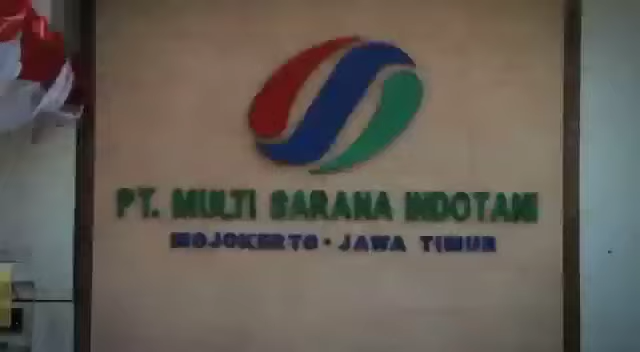 PT. MULTI SARANA INDOTANI
MOJOKERTO - JAWA TIMUR